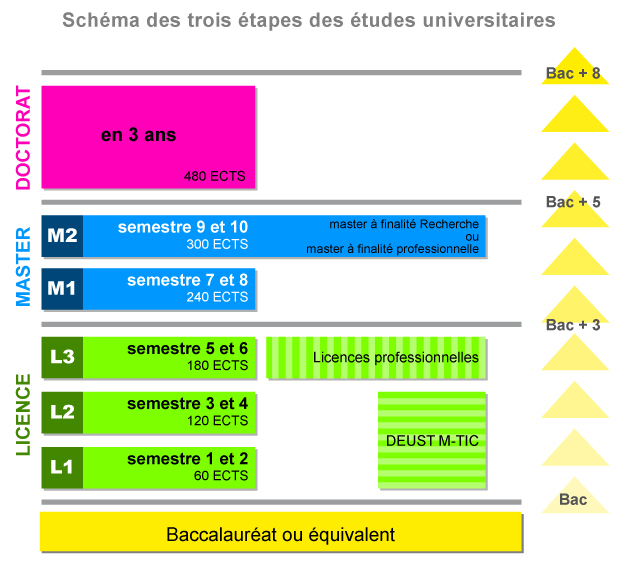 Schéma des trois étapes des études universitaires
Bac + 8
DOCTORAT
en 3 ans
480 ECTS
Bac + 5
MASTER
M2
semestre 9 et 10
300 ECTS
master à finalité Recherche
ou
master à finalité professionnelle
M1
semestre 7 et 8
240 ECTS
Bac + 3
LICENCE
L3
semestre 5 et 6
180 ECTS
Licences professionnelles
L2
semestre 3 et 4
120 ECTS
DEUST M-TIC
L1
semestre 1 et 2
60 ECTS
Bac
Baccalauréat ou équivalent